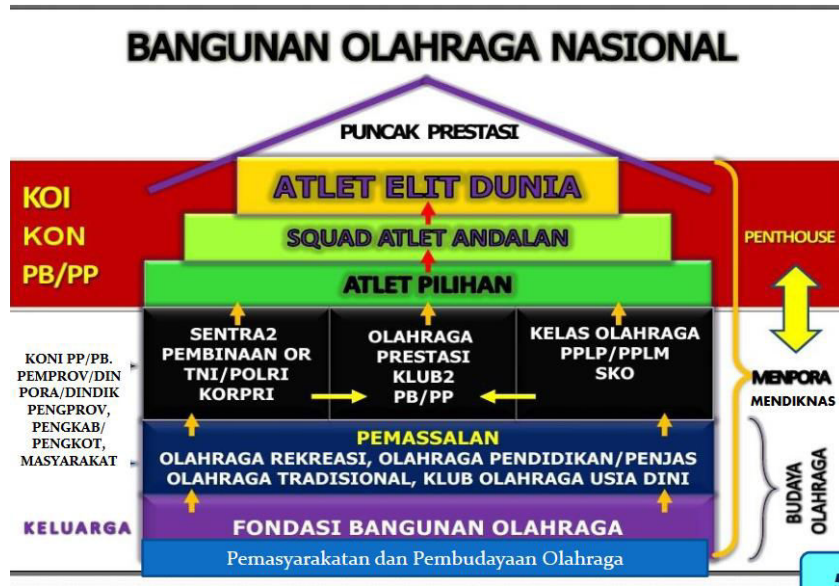 BANGUNAN OLAHRAGA NASIONAL
PUNCAK PRESTASI
KOI
KON
PB/PP
ATLET ELIT DUNIA
SQUAD ATLET ANDALAN
ATLET PILIHAN
PENTHOUSE
KONI PP/PB.
PEMPROV/DIN
PORA/DINDIK
PENGPROV,
PENGKAB/
PENGKOT,
MASYARAKAT
SENTRA2
PEMBINAAN OR
TNI/POLRI
KORPRI
OLAHRAGA
PRESTASI
KLUB2
PB/PP
KELAS OLAHRAGA
PPLP/PPLM
SKO
MENPORA
MENDIKNAS
PEMASSALAN
OLAHRAGA REKREASI, OLAHRAGA PENDIDIKAN/PENJAS
OLAHRAGA TRADISIONAL, KLUB OLAHRAGA USIA DINI
BUDAYA
OLAHRAGA
KELUARGA
FONDASI BANGUNAN OLAHRAGA
Pemasyarakatan dan Pembudayaan Olahraga